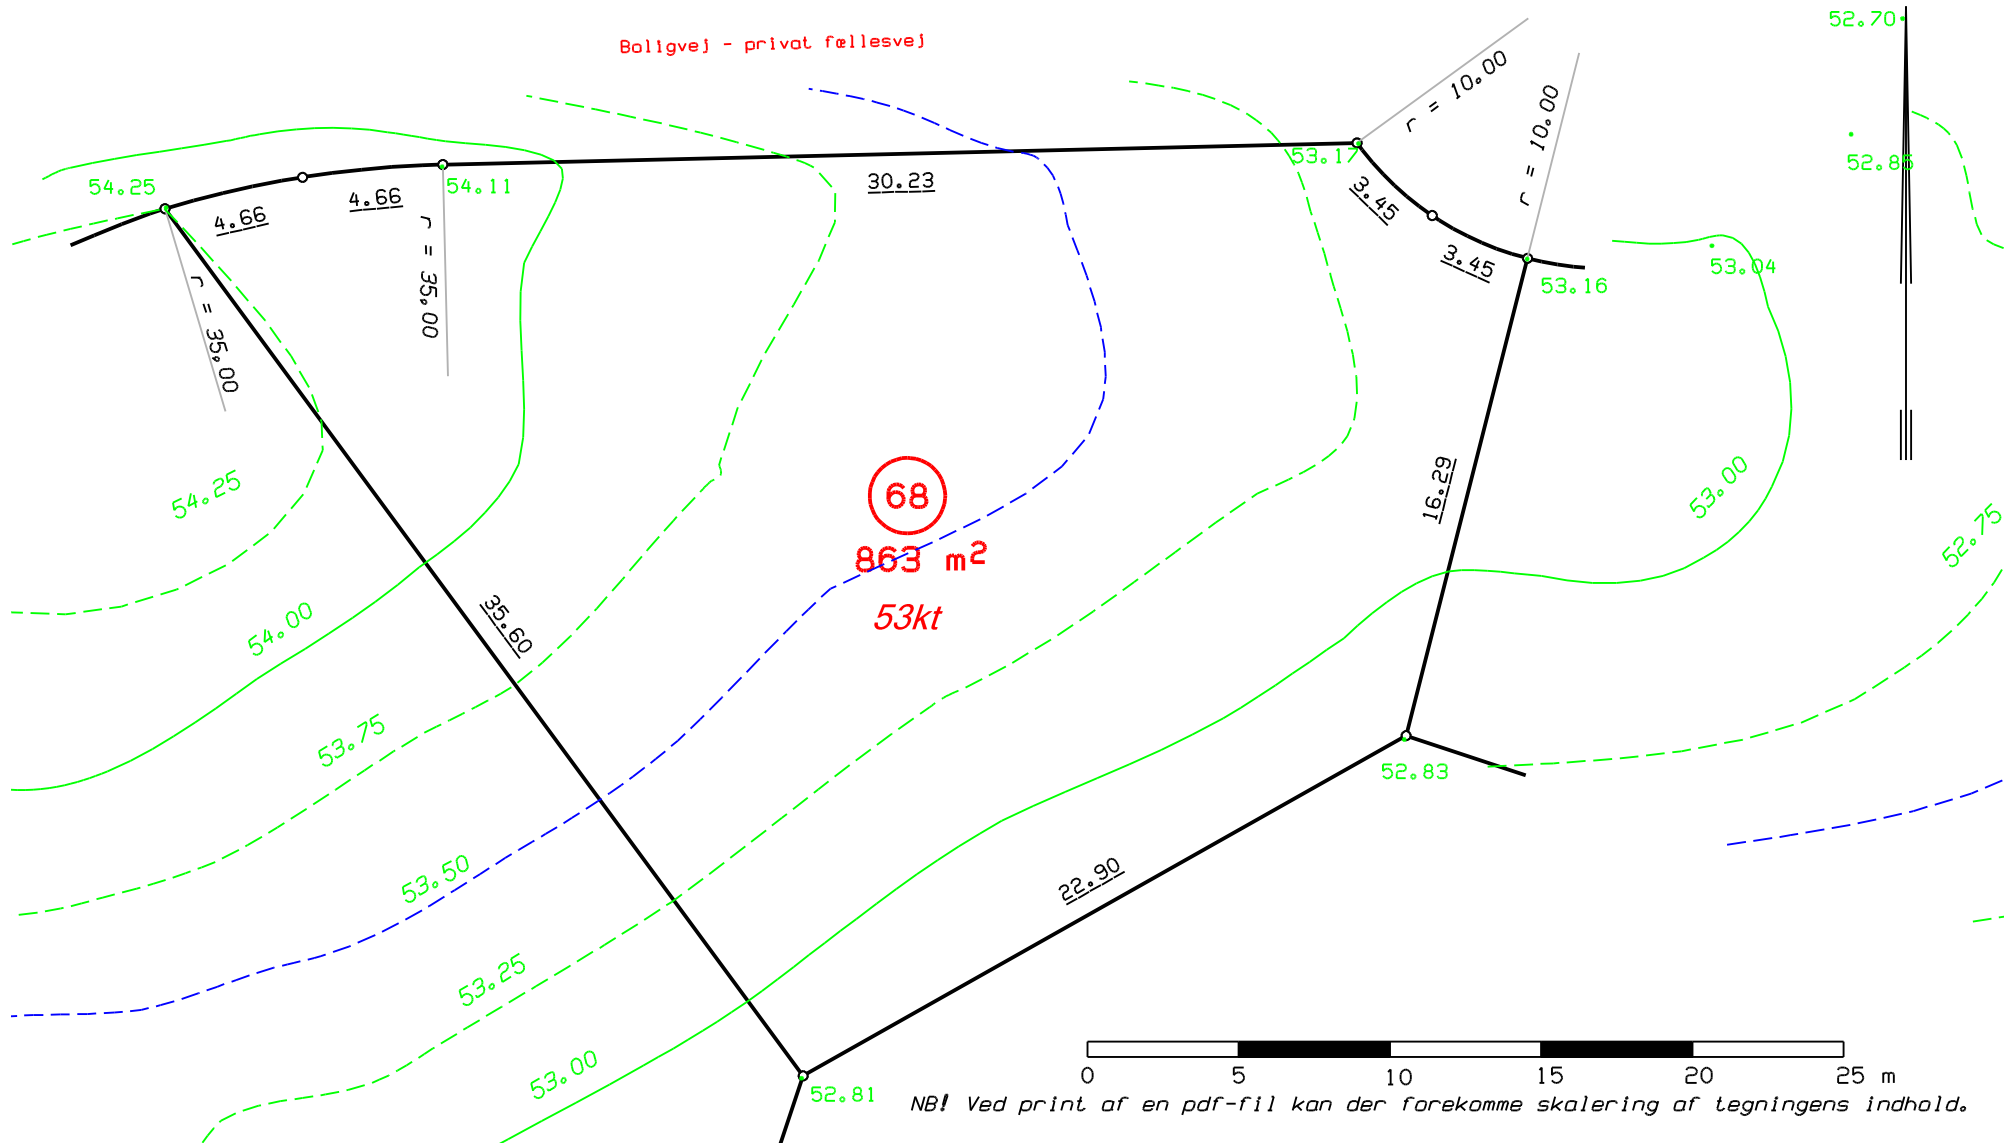 52.70
Boligvej - privat fællesvej
r = 10.00
r = 10.00
53.17
52.86
54.25
54.11
30.23
4.66
4.66
3.45
3.45
r = 35.00
r = 35.00
53.04
53.16
54.25
68
863 m²
53kt
16.29
53.00
52.75
54.00
35.60
53.75
52.83
53.50
22.90
53.25
53.00
52.81
0 5 10 15 20 25 m
NB! Ved print af en pdf-fil kan der forekomme skalering af tegningens indhold.